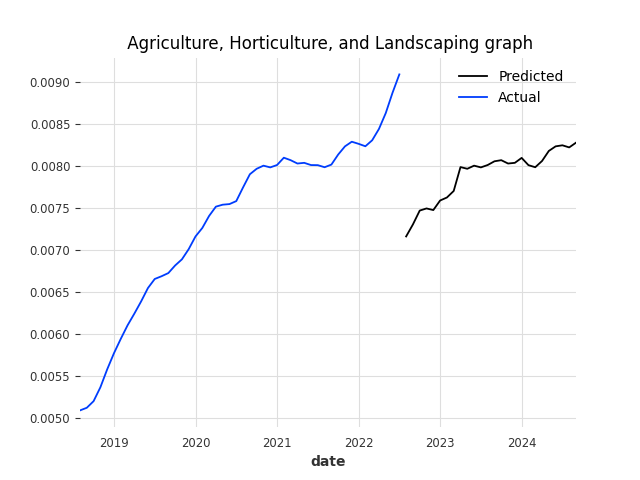 Agriculture, Horticulture, and Landscaping graph
Predicted
Actual
0.0090
0.0085
0.0080
0.0075
0.0070
0.0065
0.0060
0.0055
0.0050
2019 2020 2021 2022 2023 2024
date